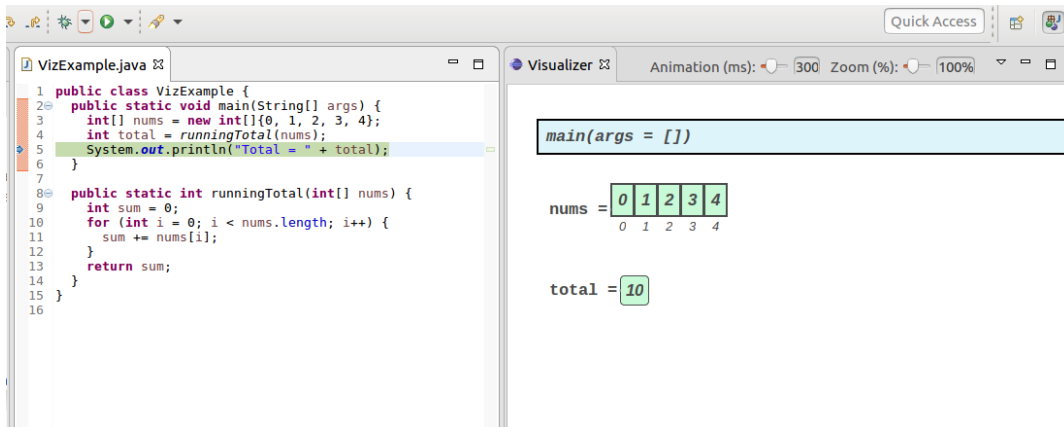 Quick Access
VizExample.java
Visualizer
Animation (ms): 300 Zoom (%): 100%
1 public class VizExample {
2 public static void main(String[] args) {
3 int[] nums = new int[]{0, 1, 2, 3, 4};
4 int total = runningTotal(nums);
5 System.out.println("Total = " + total);
6 }
7
8 public static int runningTotal(int[] nums) {
9 int sum = 0;
10 for (int i = 0; i < nums.length; i++) {
11 sum += nums[i];
12 }
13 return sum;
14 }
15 }
16
main(args = [])
nums = 0 1 2 3 4
0 1 2 3 4
total = 10